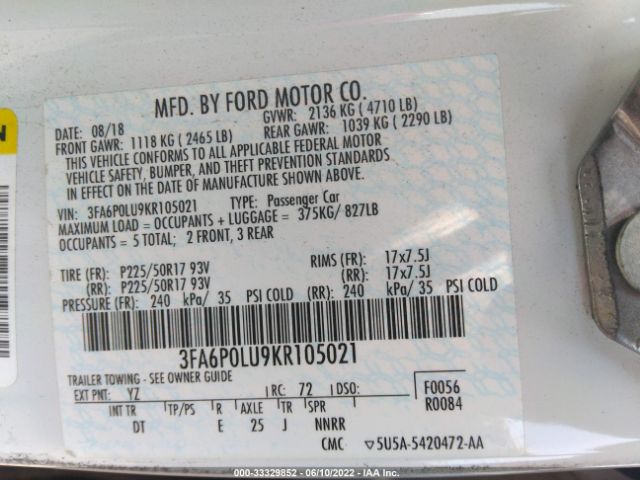 MFD. BY FORD MOTOR CO.
DATE: 08/18 GVWR: 2136 KG ( 4710 LB)
FRONT GAWR: 1118 KG ( 2465 LB) REAR GAWR: 1039 KG ( 2290 LB)
THIS VEHICLE CONFORMS TO ALL APPLICABLE FEDERAL MOTOR
VEHICLE SAFETY, BUMPER, AND THEFT PREVENTION STANDARDS
IN EFFECT ON THE DATE OF MANUFACTURE SHOWN ABOVE.
VIN: 3FA6P0LU9KR105021 TYPE: Passenger Car
MAXIMUM LOAD = OCCUPANTS + LUGGAGE = 375KG/ 827LB
OCCUPANTS = 5 TOTAL; 2 FRONT, 3 REAR
TIRE (FR): P225/50R17 93V RIMS (FR): 17x7.5J
(RR): P225/50R17 93V (RR): 17x7.5J
PRESSURE (FR): 240 kPa/ 35 PSI COLD (RR): 240 kPa/ 35 PSI COLD
3FA6P0LU9KR105021
TRAILER TOWING - SEE OWNER GUIDE
EXT PNT: YZ RC: 72 DSO: F0056
INT TR TP/PS R AXLE TR SPR R0084
DT E 25 J NNRR
CMC ▽5U5A-5420472-AA
© 000-33329852 - 06/10/2022 - IAAI.COM